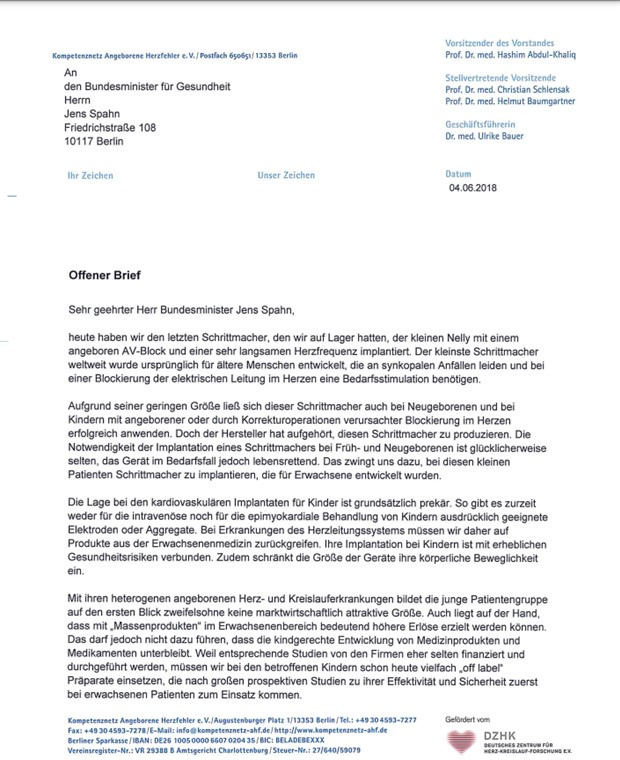 Kompetenznetz Angeborene Herzfehler e. V./ Postfach 650651/ 13353 Berlin
An
den Bundesminister für Gesundheit
Herrn
Jens Spahn
Friedrichstraße 108
10117 Berlin
Vorsitzender des Vorstandes
Prof. Dr. med. Hashim Abdul-Khaliq
Stellvertretende Vorsitzende
Prof. Dr. med. Christian Schlensak
Prof. Dr. med. Helmut Baumgartner
Geschäftsführerin
Dr. med. Ulrike Bauer
Ihr Zeichen
Unser Zeichen
Datum
04.06.2018
Offener Brief
Sehr geehrter Herr Bundesminister Jens Spahn,
heute haben wir den letzten Schrittmacher, den wir auf Lager hatten, der kleinen Nelly mit einem
angeboren AV-Block und einer sehr langsamen Herzfrequenz implantiert. Der kleinste Schrittmacher
weltweit wurde ursprünglich für ältere Menschen entwickelt, die an synkopalen Anfällen leiden und bei
einer Blockierung der elektrischen Leitung im Herzen eine Bedarfsstimulation benötigen.
Aufgrund seiner geringen Größe ließ sich dieser Schrittmacher auch bei Neugeborenen und bei
Kindern mit angeborener oder durch Korrekturoperationen verursachter Blockierung im Herzen
erfolgreich anwenden. Doch der Hersteller hat aufgehört, diesen Schrittmacher zu produzieren. Die
Notwendigkeit der Implantation eines Schrittmachers bei Früh- und Neugeborenen ist glücklicherweise
selten, das Gerät im Bedarfsfall jedoch lebensrettend. Das zwingt uns dazu, bei diesen kleinen
Patienten Schrittmacher zu implantieren, die für Erwachsene entwickelt wurden.
Die Lage bei den kardiovaskulären Implantaten für Kinder ist grundsätzlich prekär. So gibt es zurzeit
weder für die intravenöse noch für die epimyokardiale Behandlung von Kindern ausdrücklich geeignete
Elektroden oder Aggregate. Bei Erkrankungen des Herzleitungssystems müssen wir daher auf
Produkte aus der Erwachsenenmedizin zurückgreifen. Ihre Implantation bei Kindern ist mit erheblichen
Gesundheitsrisiken verbunden. Zudem schränkt die Größe der Geräte ihre körperliche Beweglichkeit
ein.
Mit ihren heterogenen angeborenen Herz- und Kreislauferkrankungen bildet die junge Patientengruppe
auf den ersten Blick zweifelsohne keine marktwirtschaftlich attraktive Größe. Auch liegt auf der Hand,
dass mit „Massenprodukten" im Erwachsenenbereich bedeutend höhere Erlöse erzielt werden können.
Das darf jedoch nicht dazu führen, dass die kindgerechte Entwicklung von Medizinprodukten und
Medikamenten unterbleibt. Weil entsprechende Studien von den Firmen eher selten finanziert und
durchgeführt werden, müssen wir bei den betroffenen Kindern schon heute vielfach „off label"
Präparate einsetzen, die nach großen prospektiven Studien zu ihrer Effektivität und Sicherheit zuerst
bei erwachsenen Patienten zum Einsatz kommen.
Kompetenznetz Angeborene Herzfehler e. V./Augustenburger Platz 1/13353 Berlin/Tel.: +49 30 4593-7277
Fax: +49 30 4593-7278/E-Mail: info@kompetenznetz-ahf.de/ http://www.kompetenznetz-ahf.de
Berliner Sparkasse/ IBAN: DE26 1005 0000 6607 0204 35/ BIC: BELADEBEXXX
Vereinsregister-Nr.: VR 29388 B Amtsgericht Charlottenburg /Steuer-Nr.: 27/640/59079
Gefördert vom
DZHK
DEUTSCHES ZENTRUM FÜR
HERZ-KREISLAUF-FORSCHUNG E.V.